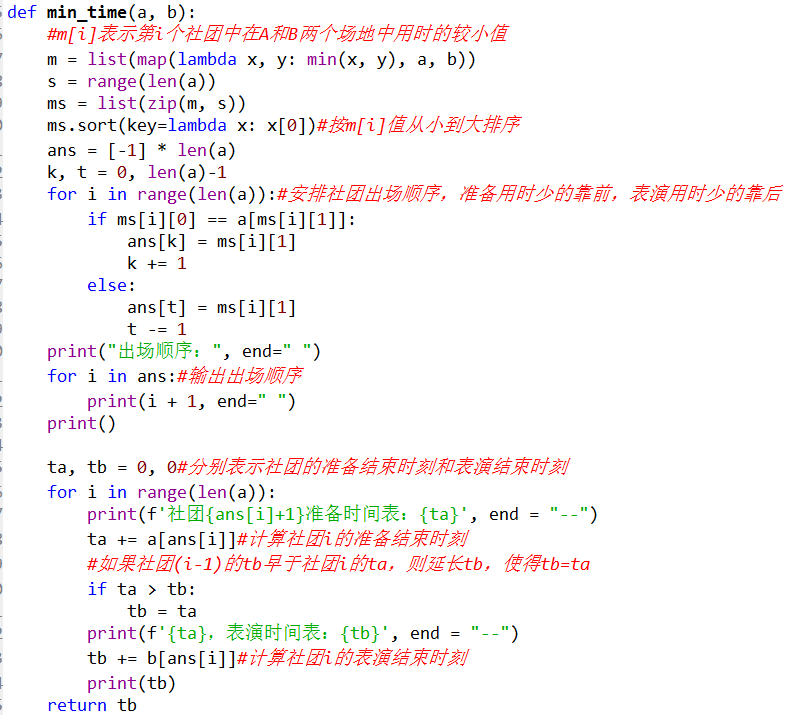 def min_time(a, b):
    #m[i]表示第i个社团中在A和B两个场地中用时的较小值
    m = list(map(lambda x, y: min(x, y), a, b))
    s = range(len(a))
    ms = list(zip(m, s))
    ms.sort(key=lambda x: x[0])#按m[i]值从小到大排序
    ans = [-1] * len(a)
    k, t = 0, len(a)-1
    for i in range(len(a)):#安排社团出场顺序，准备用时少的靠前，表演用时少的靠后
        if ms[i][0] == a[ms[i][1]]:
            ans[k] = ms[i][1]
            k += 1
        else:
            ans[t] = ms[i][1]
            t -= 1
    print("出场顺序：", end=" ")
    for i in ans:#输出出场顺序
        print(i + 1, end=" ")
    print()

    ta, tb = 0, 0#分别表示社团的准备结束时刻和表演结束时刻
    for i in range(len(a)):
        print(f'社团{ans[i]+1}准备时间表：{ta}', end = "--")
        ta += a[ans[i]]#计算社团i的准备结束时刻
        #如果社团(i-1)的tb早于社团i的ta，则延长tb，使得tb=ta
        if ta > tb:
            tb = ta
        print(f'{ta}，表演时间表：{tb}', end = "--")
        tb += b[ans[i]]#计算社团i的表演结束时刻
        print(tb)
    return tb